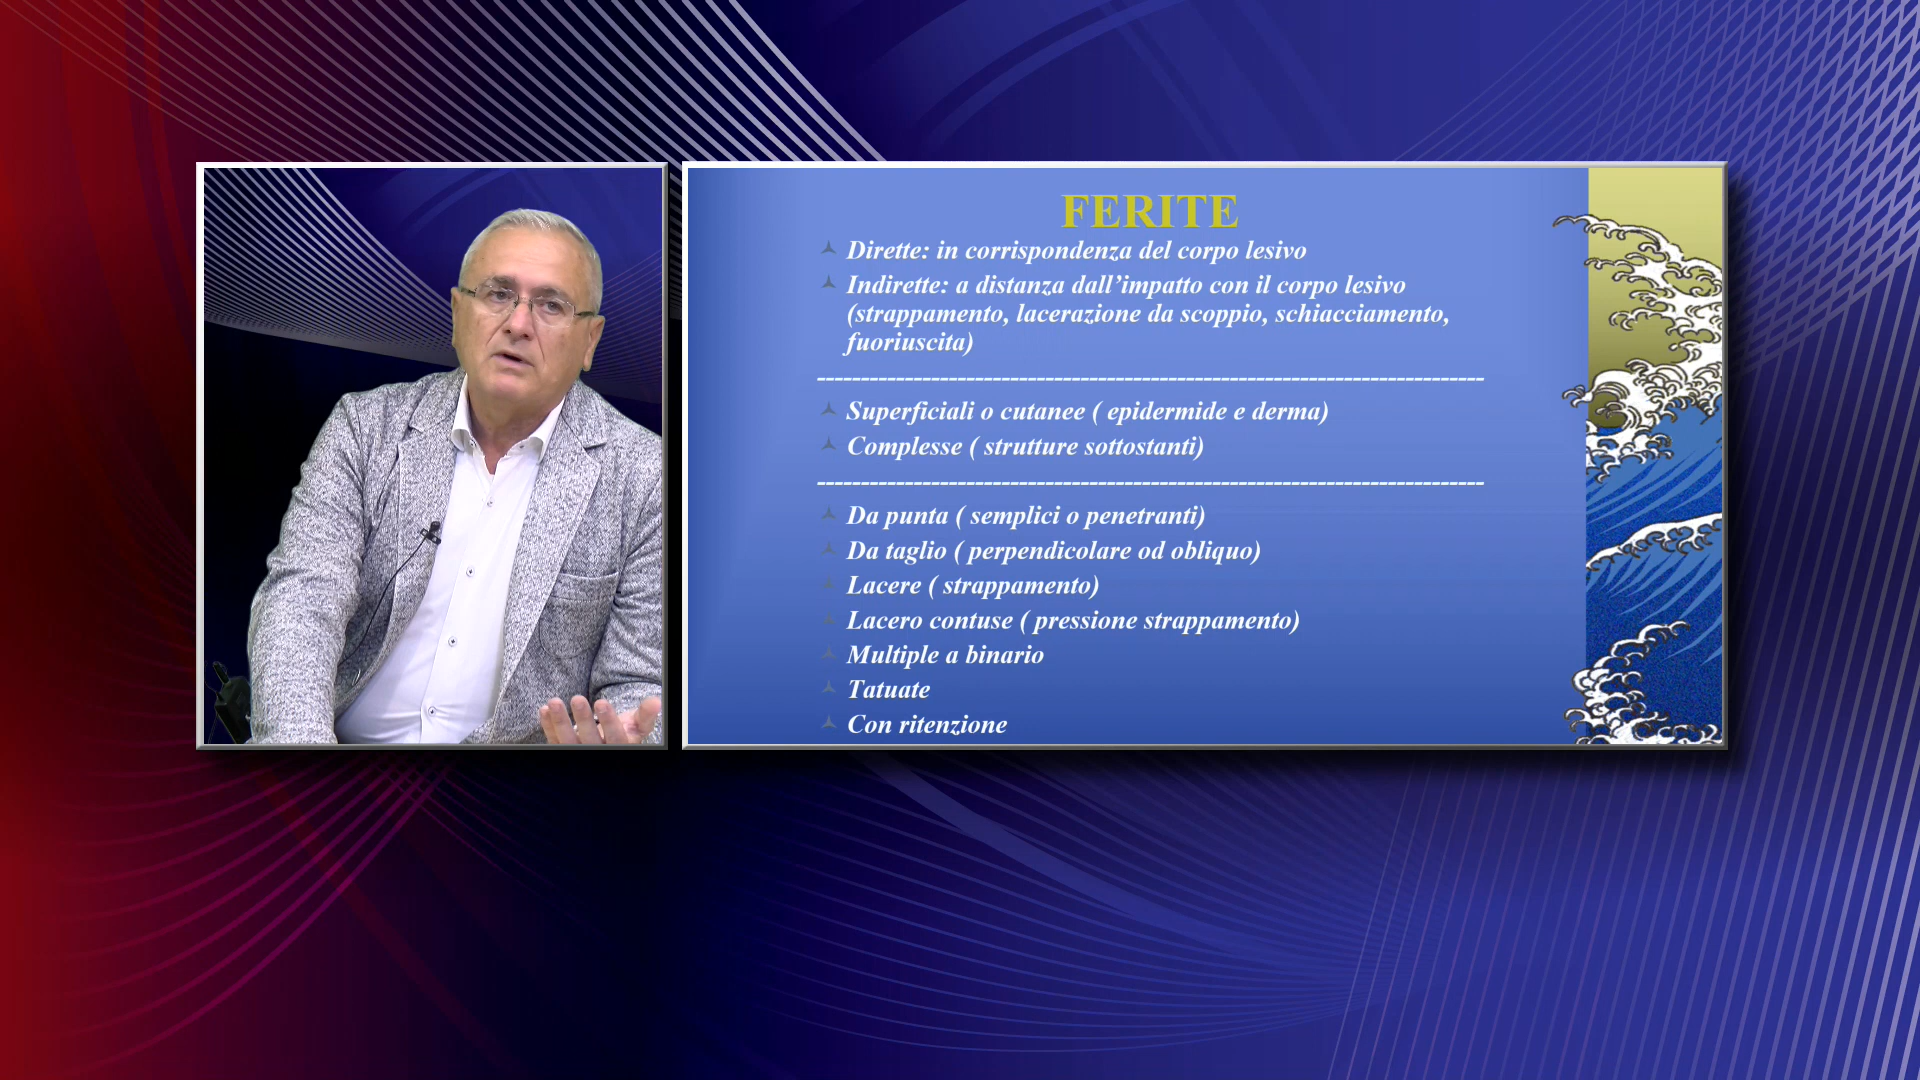 FERITE
Dirette: in corrispondenza del corpo lesivo
Indirette: a distanza dall’impatto con il corpo lesivo
(strappamento, lacerazione da scoppio, schiacciamento,
fuoriuscita)
Superficiali o cutanee ( epidermide e derma)
Complesse ( strutture sottostanti)
Da punta ( semplici o penetranti)
Da taglio ( perpendicolare od obliquo)
Lacere ( strappamento)
Lacero contuse ( pressione strappamento)
Multiple a binario
Tatuate
Con ritenzione